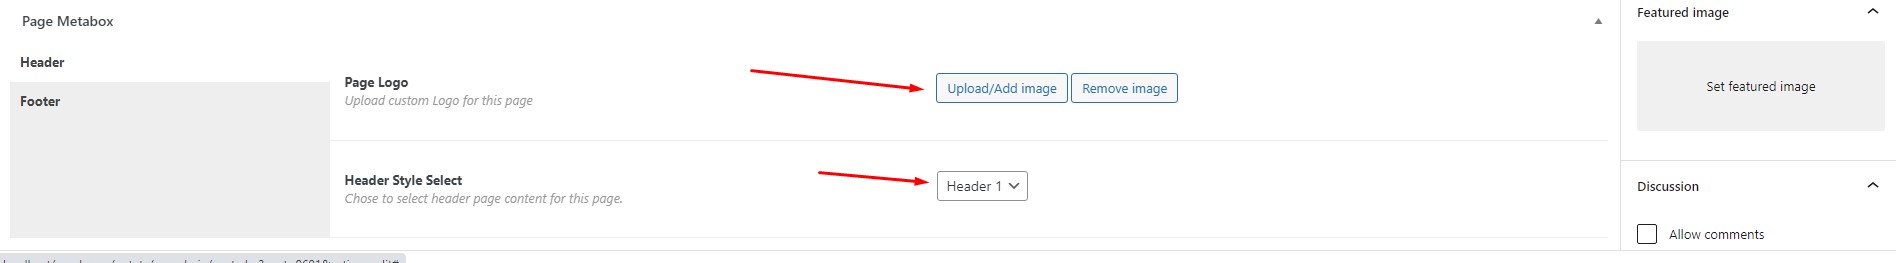 Page Metabox
Header
Footer
Page Logo
Upload custom Logo for this page
Upload/Add image
Remove image
Header Style Select
Chose to select header page content for this page.
Header 1
Featured image
Set featured image
Discussion
Allow comments